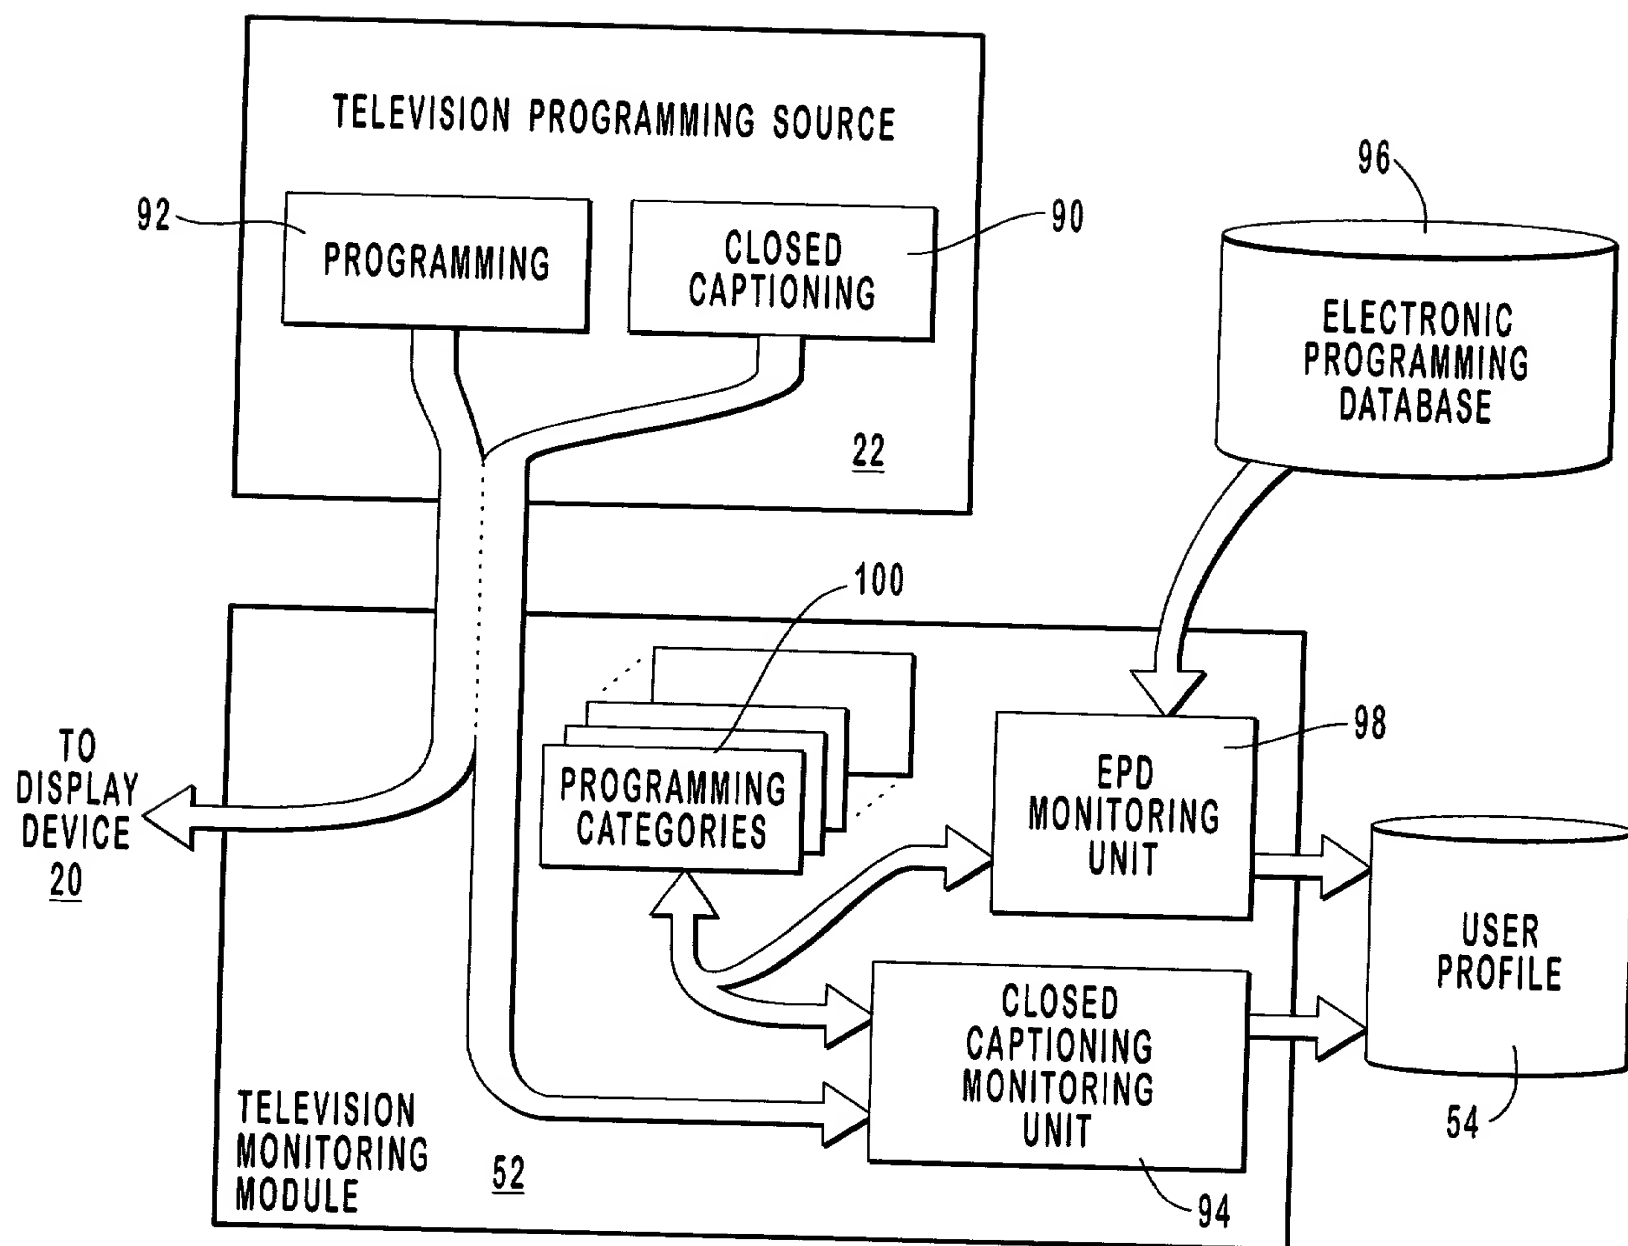 TELEVISION PROGRAMMING SOURCE
92
PROGRAMMING
CLOSED
CAPTIONING
90
22
96
ELECTRONIC
PROGRAMMING
DATABASE
100
PROGRAMMING
CATEGORIES
TO
DISPLAY
DEVICE
20
98
EPD
MONITORING
UNIT
USER
PROFILE
54
CLOSED
CAPTIONING
MONITORING
UNIT
94
TELEVISION
MONITORING
MODULE
52